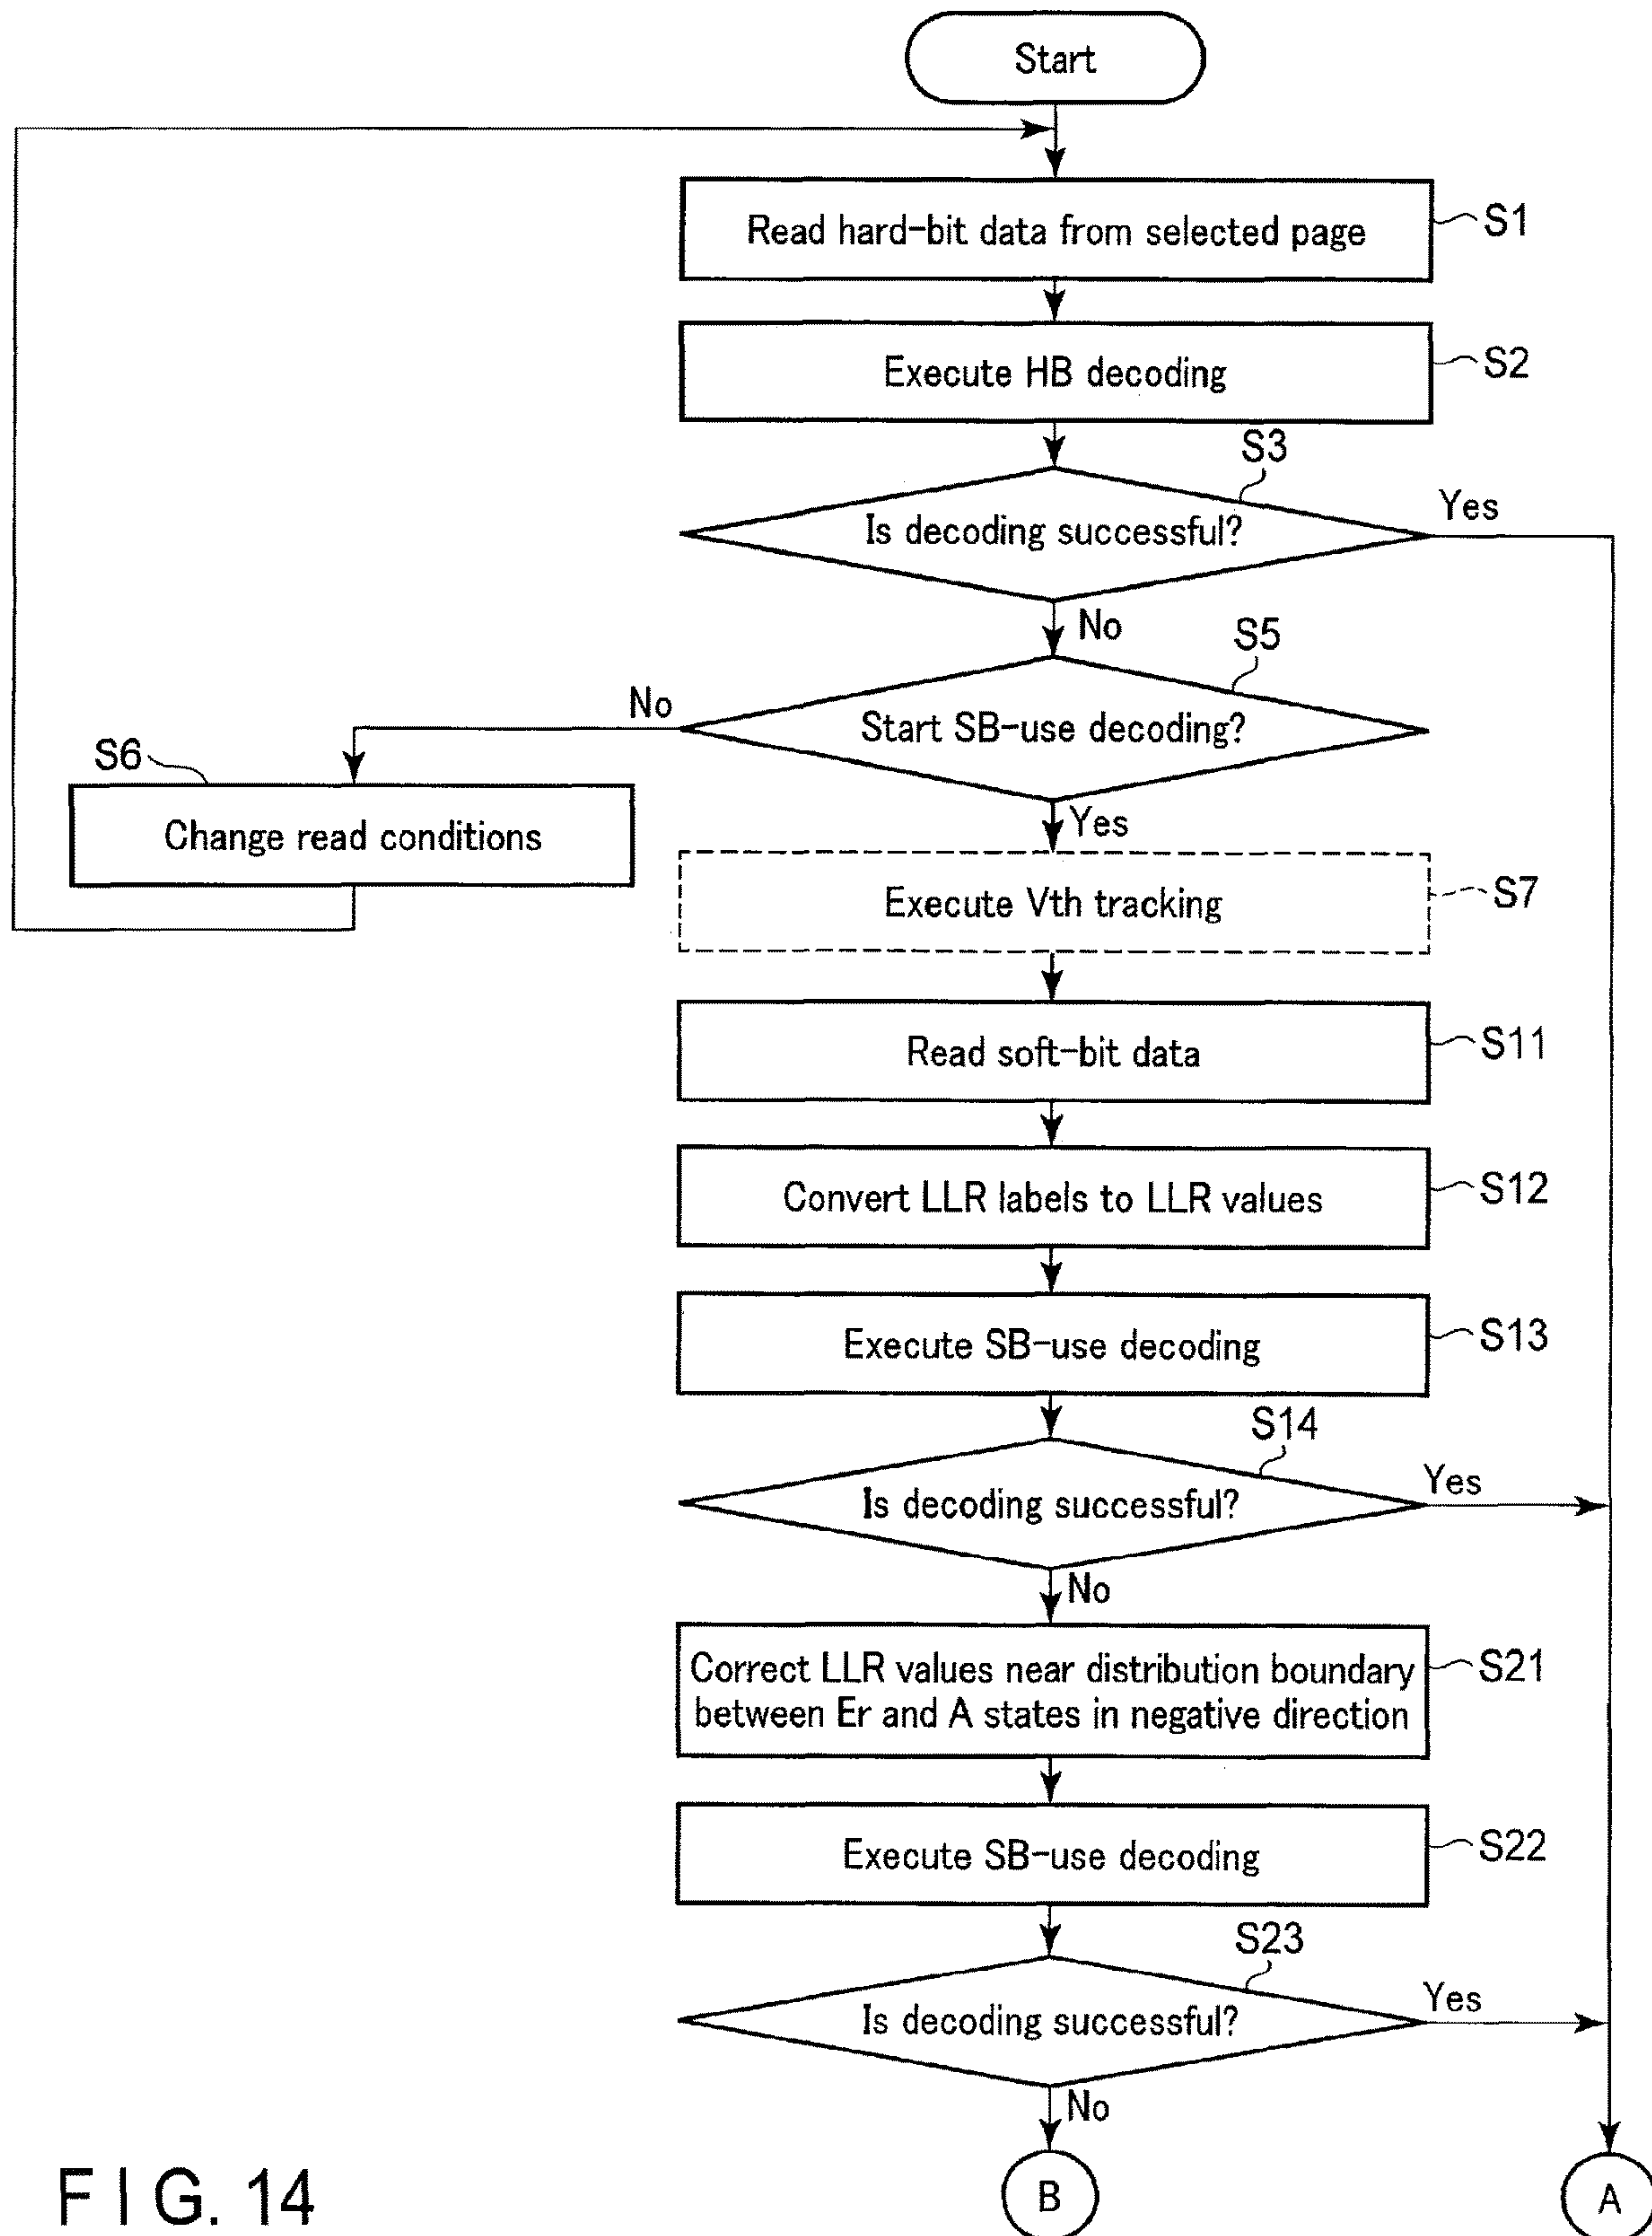 Start
Read hard-bit data from selected page
S1
Execute HB decoding
S2
S3
Is decoding successful?
Yes
No
S5
Start SB-use decoding?
No
S6
Change read conditions
Yes
Execute Vth tracking
S7
Read soft-bit data
S11
Convert LLR labels to LLR values
S12
Execute SB-use decoding
S13
S14
Is decoding successful?
Yes
No
Correct LLR values near distribution boundary
between Er and A states in negative direction
S21
Execute SB-use decoding
S22
S23
Is decoding successful?
Yes
No
B
A
FIG. 14